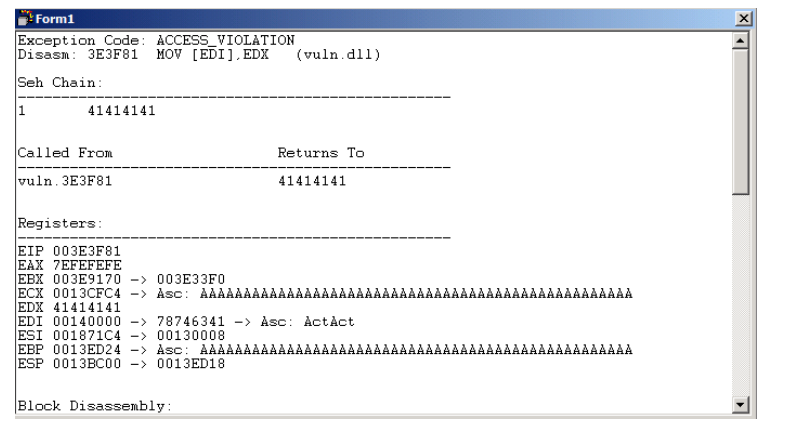 Form1
Exception Code: ACCESS_VIOLATION
Disasm: 3E3F81 MOV [EDI],EDX (vuln.dll)
Seh Chain:
--------------------------------------------------
1 41414141
Called From Returns To
--------------------------------------------------
vuln.3E3F81 41414141
Registers:
--------------------------------------------------
EIP 003E3F81
EAX 7EFEFEFE
EBX 003E9170 -> 003E33F0
ECX 0013CFC4 -> Asc: AAAAAAAAAAAAAAAAAAAAAAAAAAAAAAAAAAAAAAAAAAAAAAAA
EDX 41414141
EDI 00140000 -> 78746341 -> Asc: ActAct
ESI 001871C4 -> 00130008
EBP 0013ED24 -> Asc: AAAAAAAAAAAAAAAAAAAAAAAAAAAAAAAAAAAAAAAAAAAAAAAA
ESP 0013BC00 -> 0013ED18
Block Disassembly: